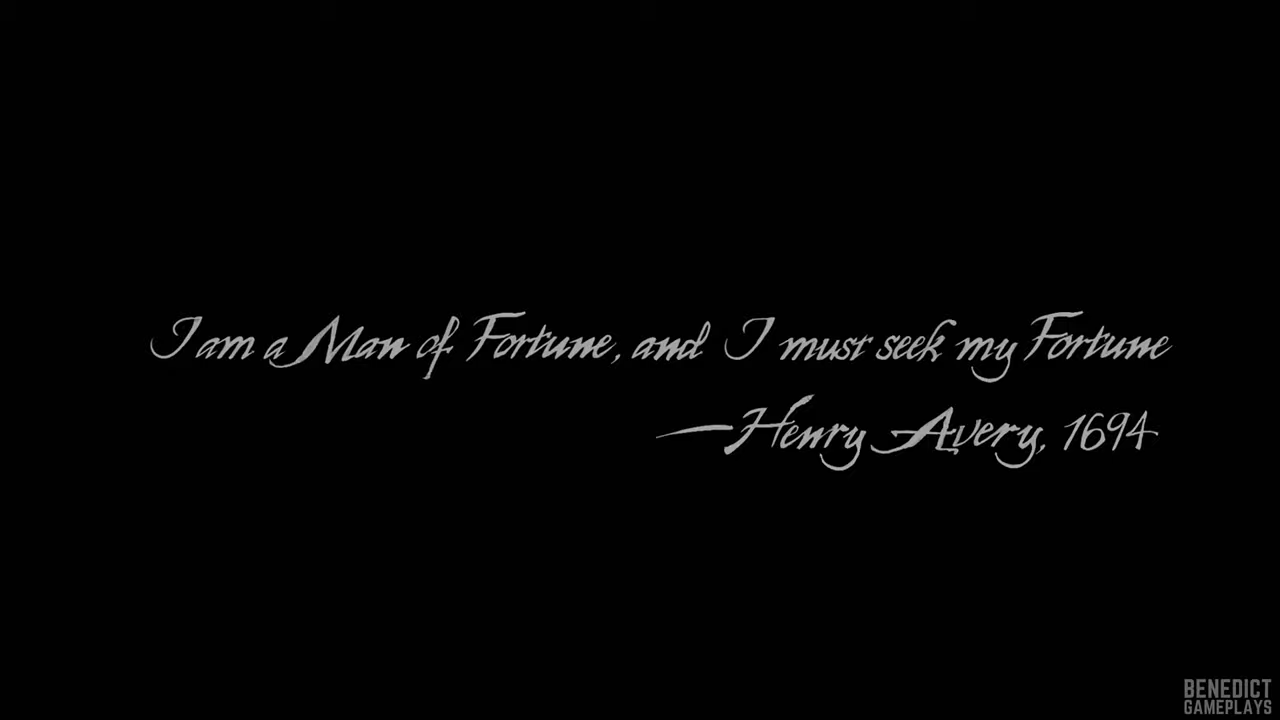 I am a Man of Fortune, and I must seek my Fortune
—Henry Avery, 1694
BENEDICT
GAMEPLAYS